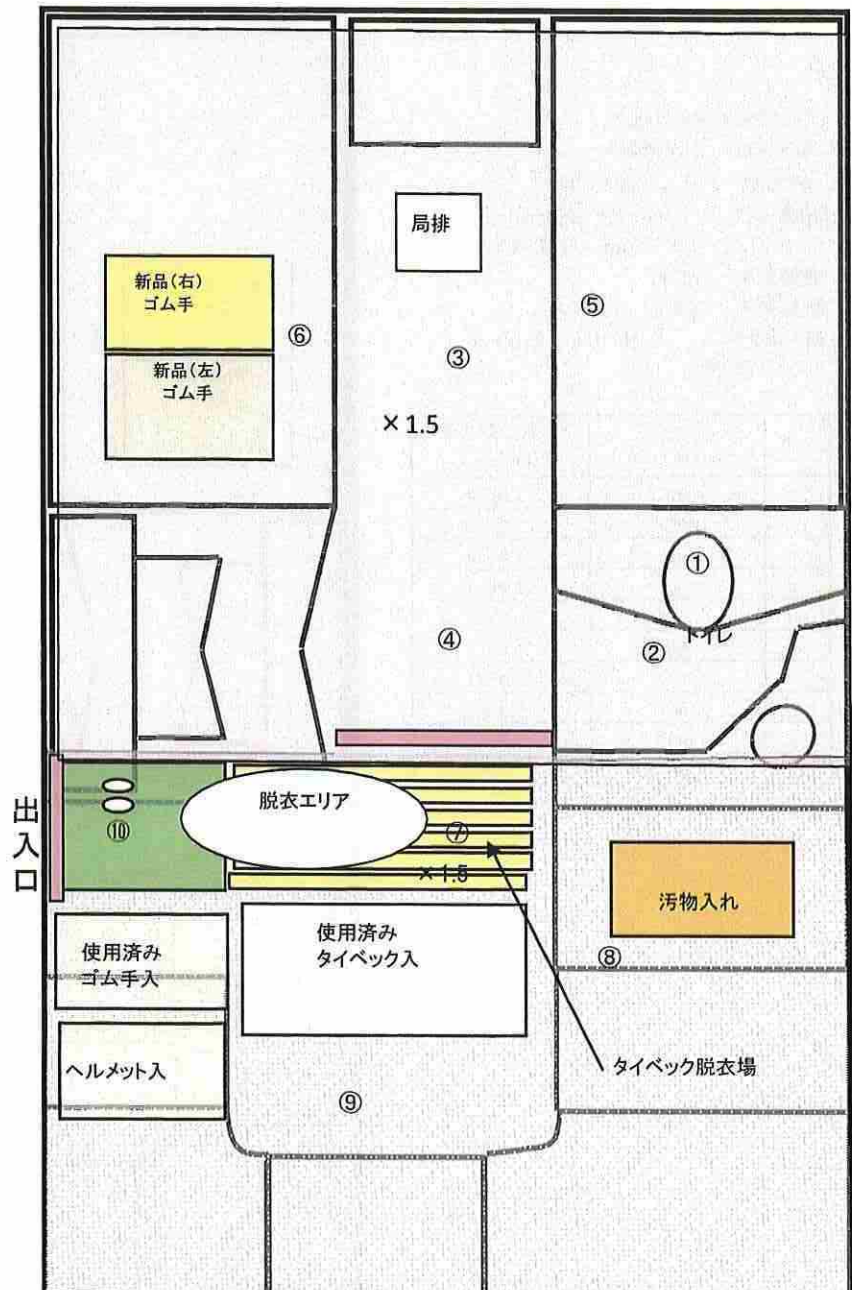 局排
新品(右)
ゴム手
⑤
⑥
新品(左)
ゴム手
③
×1.5
①
トイレ
②
④
出入口
脱衣エリア
⑩
⑦
×1.5
汚物入れ
使用済み
タイベック入
使用済み
ゴム手入
⑧
ヘルメット入
タイベック脱衣場
⑨